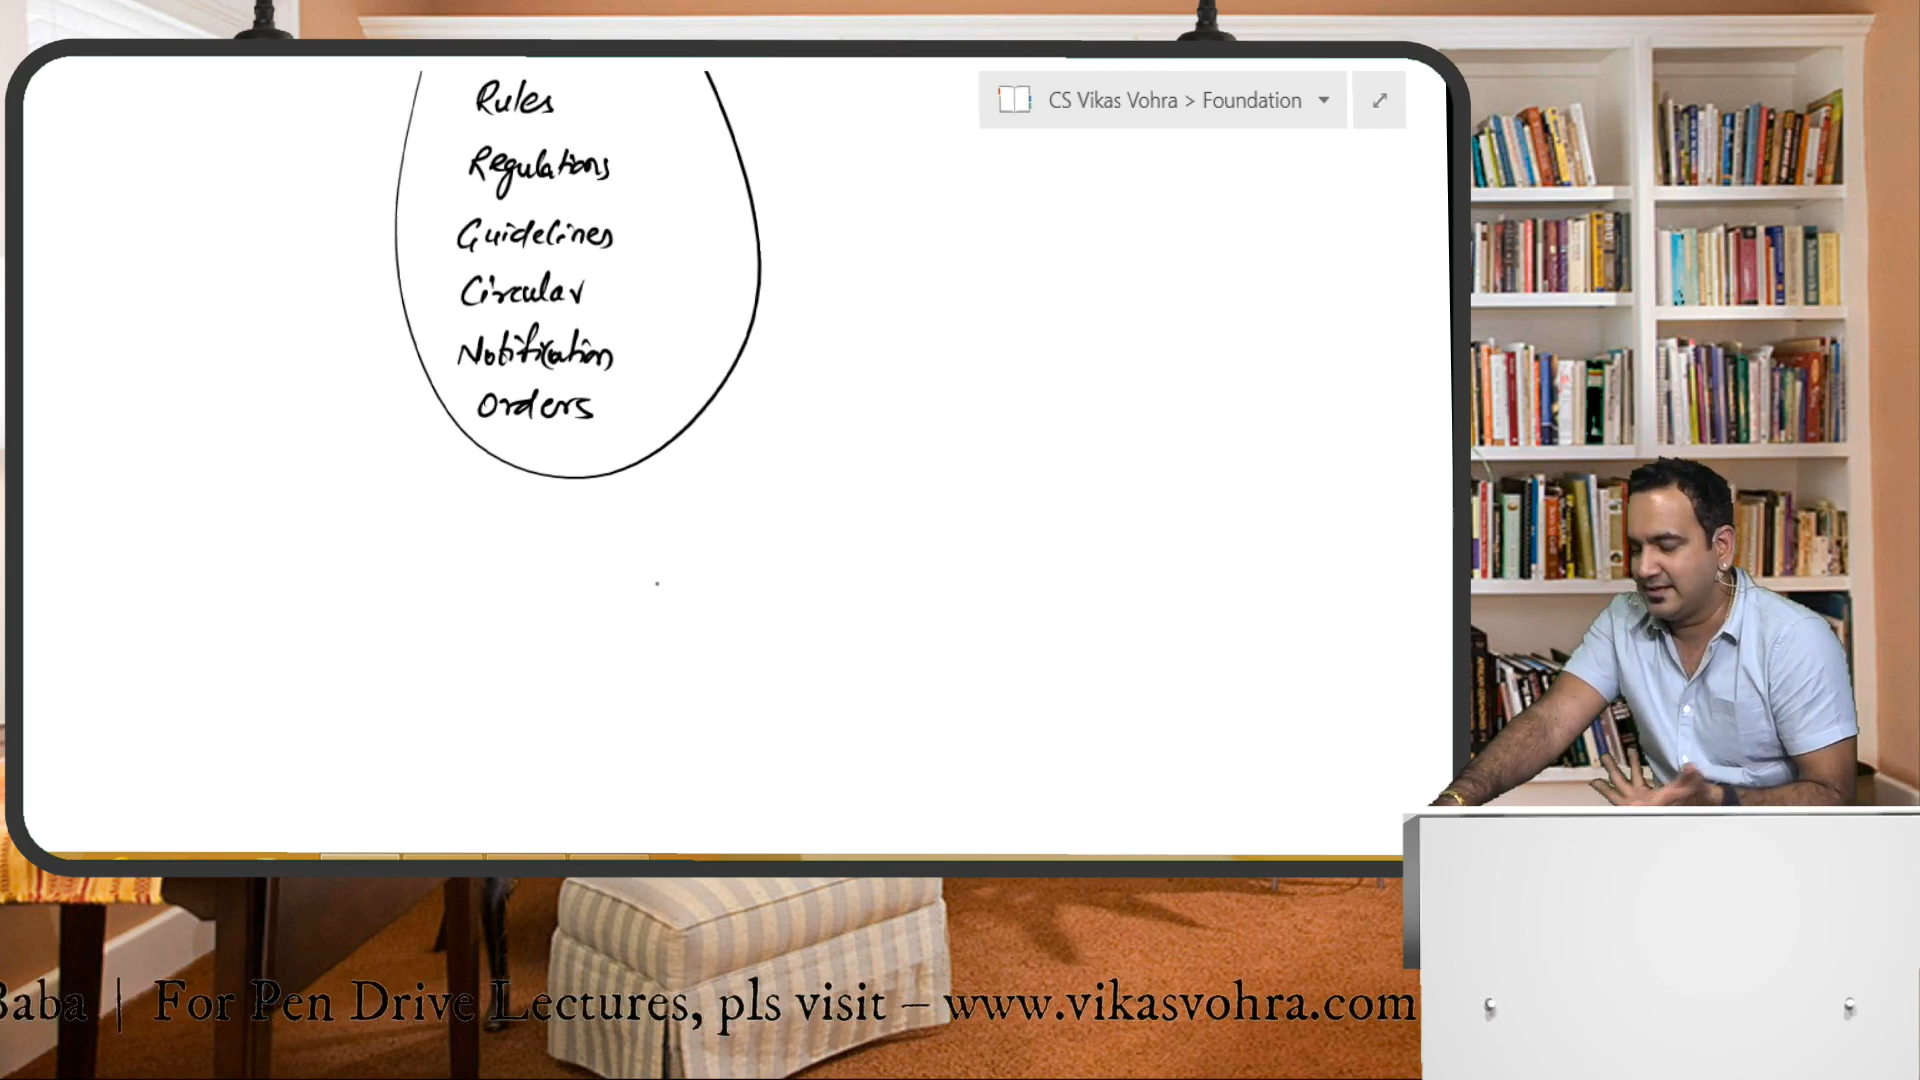 Rules
CS Vikas Vohra > Foundation
Regulations
Guidelines
Circular
Notification
Orders
Baba | For Pen Drive Lectures, pls visit – www.vikasvohra.com